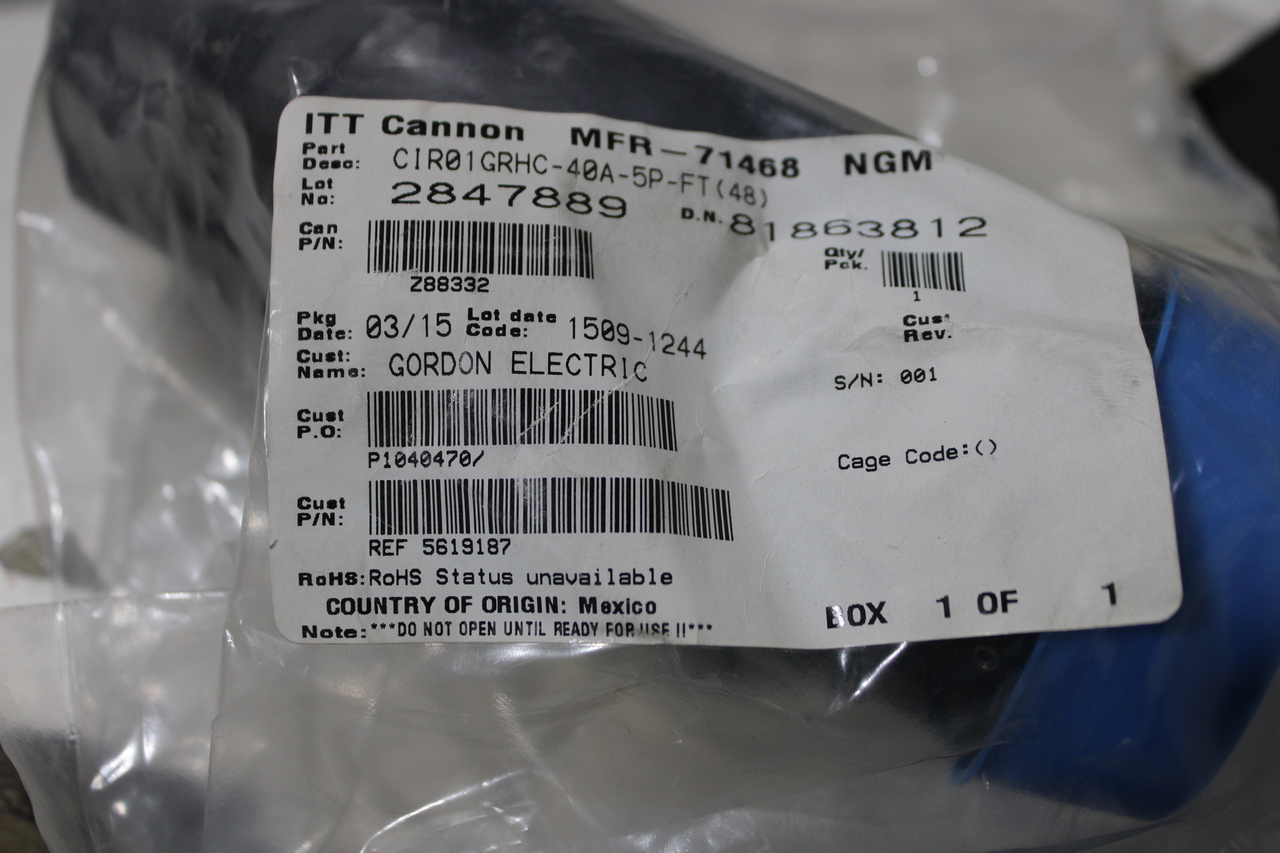 ITT Cannon MFR-71468 NGM
Part Desc: CIR01GRHC-40A-5P-FT(48)
Lot No: 2847889 D.N. 81863812
Can P/N:
Z88332
Qty/ Pck.
1
Pkg Date: 03/15 Lot date Code: 1509-1244
Cust Rev.
Cust: Name: GORDON ELECTRIC
S/N: 001
Cust P.O:
P1040470/
Cage Code:()
Cust P/N:
REF 5619187
RoHS: RoHS Status unavailable
COUNTRY OF ORIGIN: Mexico
BOX 1 OF 1
Note: ***DO NOT OPEN UNTIL READY FOR USE !!***